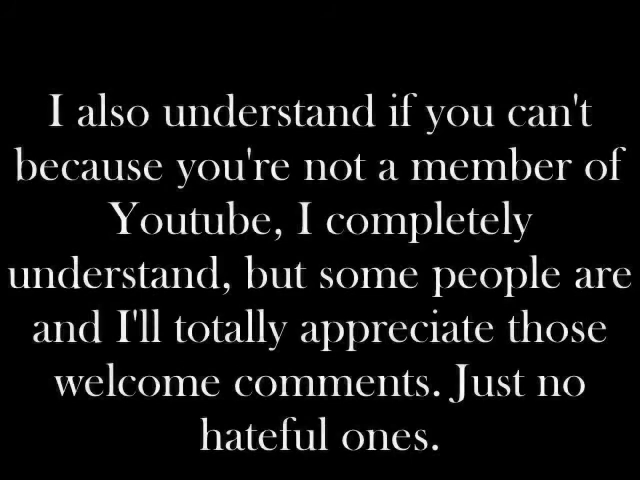 I also understand if you can't
because you're not a member of
Youtube, I completely
understand, but some people are
and I'll totally appreciate those
welcome comments. Just no
hateful ones.